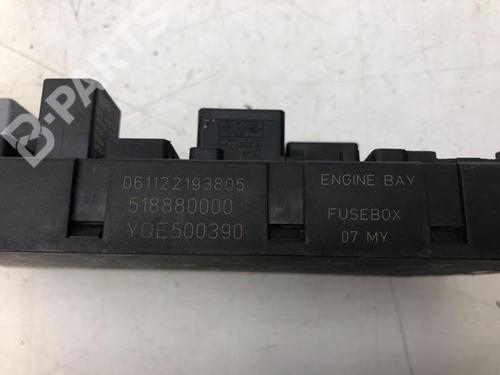 B-PARTS
061122193805
518880000
YQE500390
ENGINE BAY
FUSEBOX
07 MY